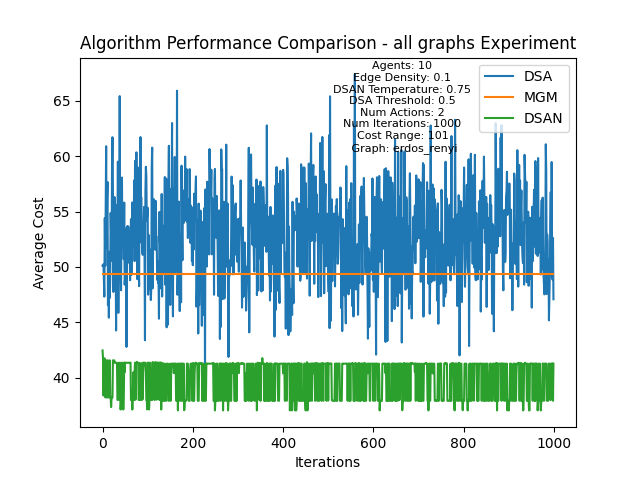 Algorithm Performance Comparison - all graphs Experiment
Agents: 10
Edge Density: 0.1
DSAN Temperature: 0.75
DSA Threshold: 0.5
Num Actions: 2
Num Iterations: 1000
Cost Range: 101
Graph: erdos_renyi
DSA
MGM
DSAN
Average Cost
65
60
55
50
45
40
0
200
400
600
800
1000
Iterations